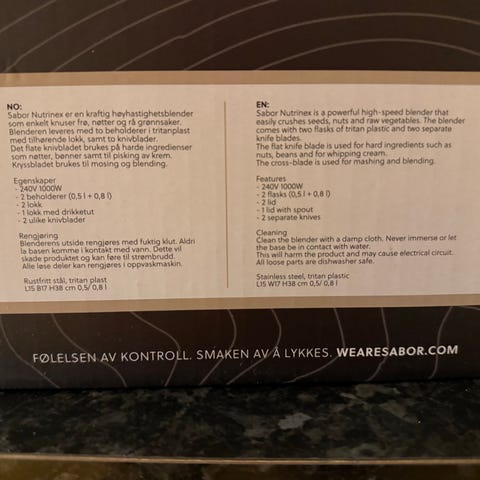 NO:
Sabor Nutrinex er en kraftig høyhastighetsblender
som enkelt knuser frø, nøtter og rå grønnsaker.
Blenderen leveres med to beholderer i tritanplast
med tilhørende lokk, samt to knivblader.
Det flate knivbladet brukes på harde ingredienser
som nøtter, bønner samt til pisking av krem.
Kryssbladet brukes til mosing og blending.
Egenskaper
- 240V 1000W
- 2 beholderer (0,5 l + 0,8 l)
- 2 lokk
- 1 lokk med drikketut
- 2 ulike knivblader
Rengjøring
Blenderens utside rengjøres med fuktig klut. Aldri
la basen komme i kontakt med vann. Dette vil
skade produktet og kan føre til strømbrudd.
Alle løse deler kan rengjøres i oppvaskmaskin.
Rustfritt stål, tritan plast
L15 B17 H38 cm 0,5/ 0,8 l
EN:
Sabor Nutrinex is a powerful high-speed blender that
easily crushes seeds, nuts and raw vegetables. The blender
comes with two flasks of tritan plastic and two separate
knife blades.
The flat knife blade is used for hard ingredients such as
nuts, beans and for whipping cream.
The cross-blade is used for mashing and blending.
Features
- 240V 1000W
- 2 flasks (0,5 l + 0,8 l)
- 2 lid
- 1 lid with spout
- 2 separate knives
Cleaning
Clean the blender with a damp cloth. Never immerse or let
the base be in contact with water.
This will harm the product and may cause electrical circuit.
All loose parts are dishwasher safe.
Stainless steel, tritan plastic
L15 W17 H38 cm 0,5/ 0,8 l
FØLELSEN AV KONTROLL. SMAKEN AV Å LYKKES. WEARESABOR.COM